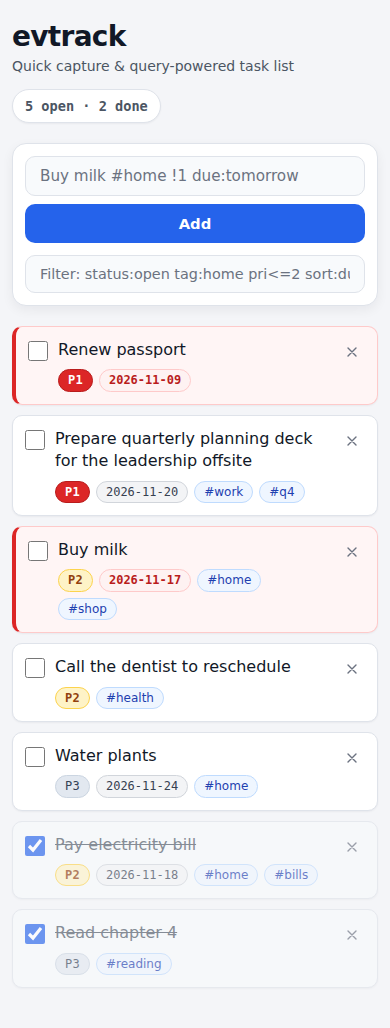 evtrack
Quick capture & query-powered task list
5 open · 2 done
Buy milk #home !1 due:tomorrow
Add
Filter: status:open tag:home pri<=2 sort:du
Renew passport
P1 2026-11-09
Prepare quarterly planning deck
for the leadership offsite
P1 2026-11-20 #work #q4
Buy milk
P2 2026-11-17 #home
#shop
Call the dentist to reschedule
P2 #health
Water plants
P3 2026-11-24 #home
Pay electricity bill
P2 2026-11-18 #home #bills
Read chapter 4
P3 #reading